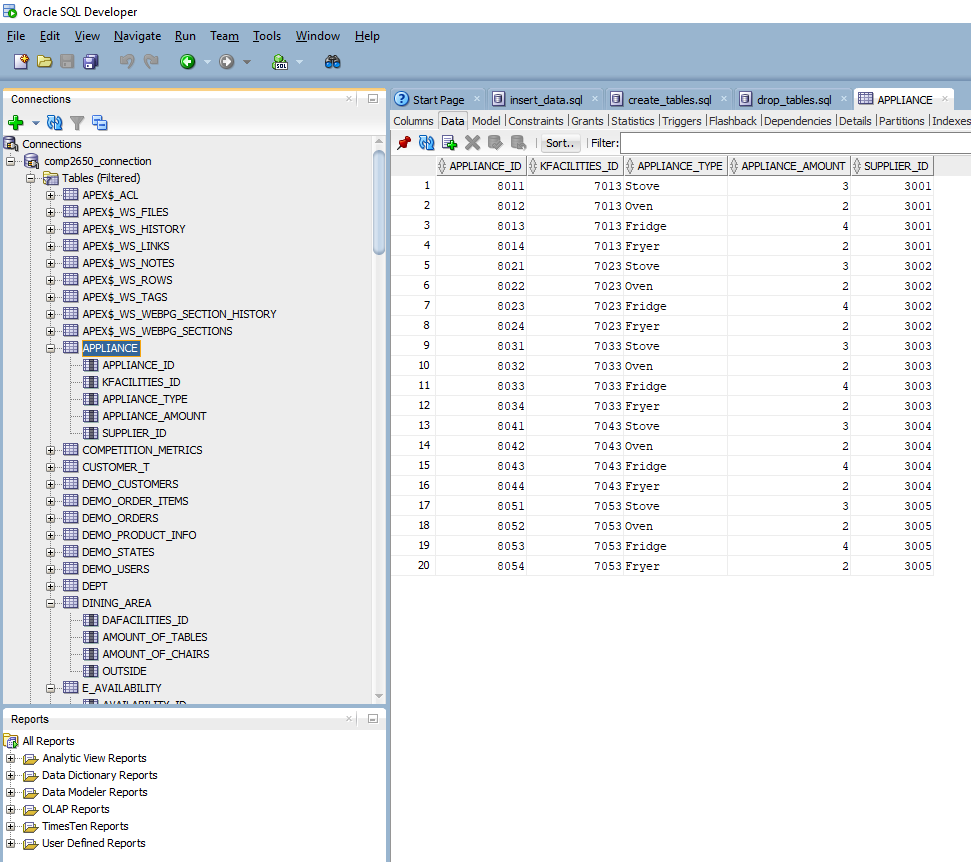 Oracle SQL Developer
File Edit View Navigate Run Team Tools Window Help
Connections
Connections
comp2650_connection
Tables (Filtered)
APEX$_ACL
APEX$_WS_FILES
APEX$_WS_HISTORY
APEX$_WS_LINKS
APEX$_WS_NOTES
APEX$_WS_ROWS
APEX$_WS_TAGS
APEX$_WS_WEBPG_SECTION_HISTORY
APEX$_WS_WEBPG_SECTIONS
APPLIANCE
APPLIANCE_ID
KFACILITIES_ID
APPLIANCE_TYPE
APPLIANCE_AMOUNT
SUPPLIER_ID
COMPETITION_METRICS
CUSTOMER_T
DEMO_CUSTOMERS
DEMO_ORDER_ITEMS
DEMO_ORDERS
DEMO_PRODUCT_INFO
DEMO_STATES
DEMO_USERS
DEPT
DINING_AREA
DAFACILITIES_ID
AMOUNT_OF_TABLES
AMOUNT_OF_CHAIRS
OUTSIDE
E_AVAILABILITY
AVAILABILITY_ID
Reports
All Reports
Analytic View Reports
Data Dictionary Reports
Data Modeler Reports
OLAP Reports
TimesTen Reports
User Defined Reports
Start Page insert_data.sql create_tables.sql drop_tables.sql APPLIANCE
Columns Data Model Constraints Grants Statistics Triggers Flashback Dependencies Details Partitions Indexes
Sort.. Filter:
APPLIANCE_ID KFACILITIES_ID APPLIANCE_TYPE APPLIANCE_AMOUNT SUPPLIER_ID
1 8011 7013 Stove 3 3001
2 8012 7013 Oven 2 3001
3 8013 7013 Fridge 4 3001
4 8014 7013 Fryer 2 3001
5 8021 7023 Stove 3 3002
6 8022 7023 Oven 2 3002
7 8023 7023 Fridge 4 3002
8 8024 7023 Fryer 2 3002
9 8031 7033 Stove 3 3003
10 8032 7033 Oven 2 3003
11 8033 7033 Fridge 4 3003
12 8034 7033 Fryer 2 3003
13 8041 7043 Stove 3 3004
14 8042 7043 Oven 2 3004
15 8043 7043 Fridge 4 3004
16 8044 7043 Fryer 2 3004
17 8051 7053 Stove 3 3005
18 8052 7053 Oven 2 3005
19 8053 7053 Fridge 4 3005
20 8054 7053 Fryer 2 3005